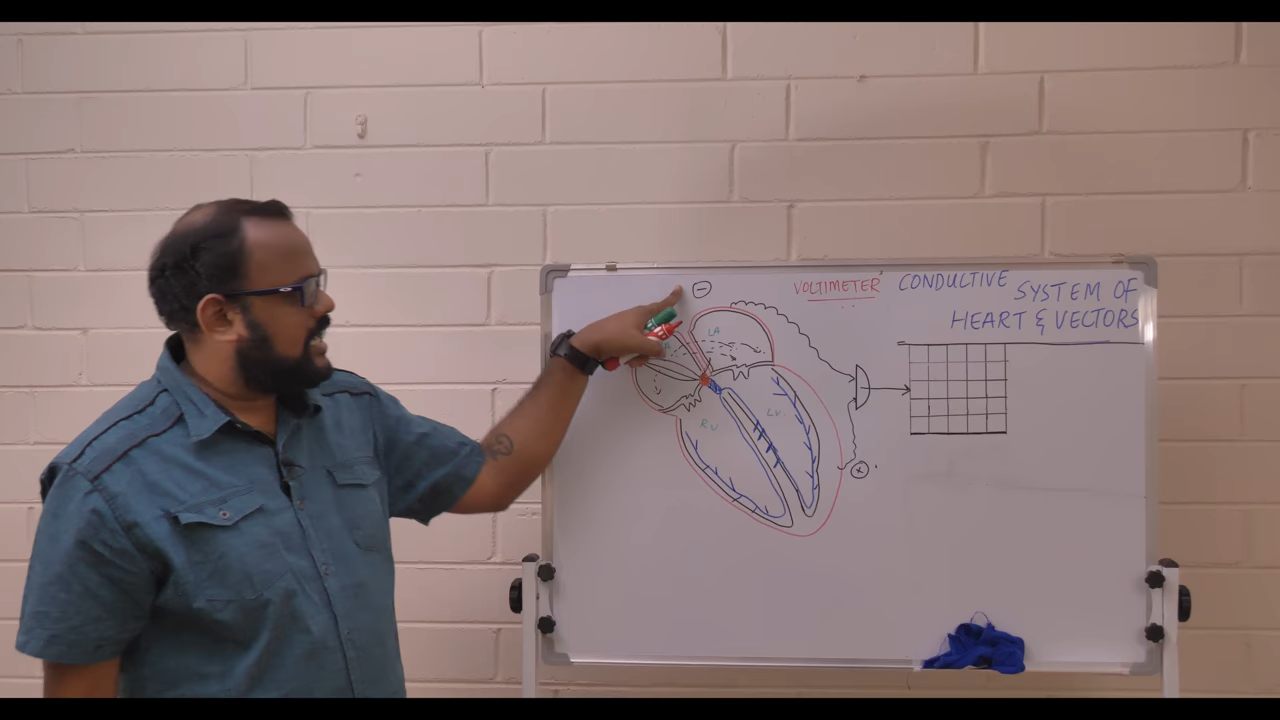 VOLTIMETER
CONDUCTIVE
SYSTEM OF
HEART & VECTORS
LA
RV
LV